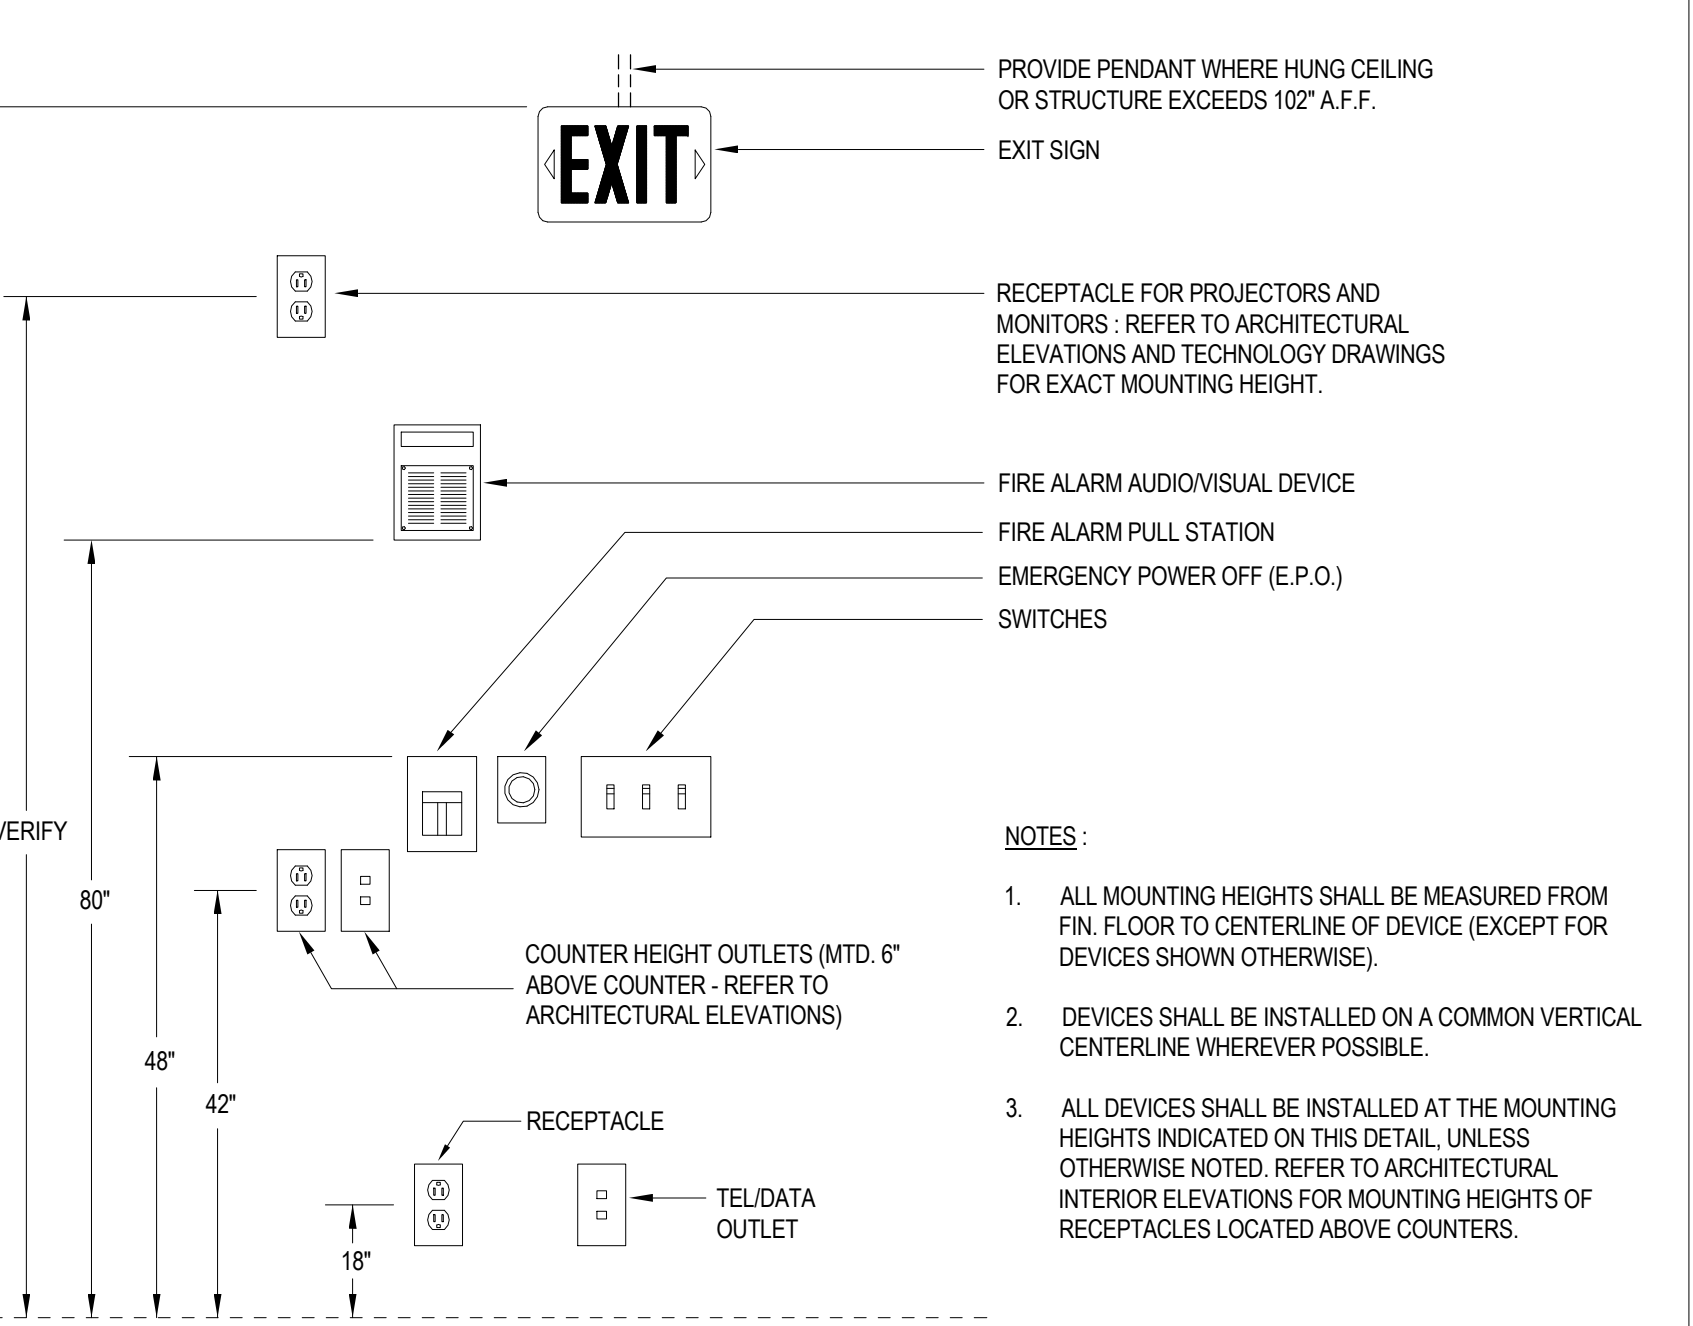 PROVIDE PENDANT WHERE HUNG CEILING
OR STRUCTURE EXCEEDS 102" A.F.F.
EXIT
EXIT SIGN
RECEPTACLE FOR PROJECTORS AND
MONITORS : REFER TO ARCHITECTURAL
ELEVATIONS AND TECHNOLOGY DRAWINGS
FOR EXACT MOUNTING HEIGHT.
FIRE ALARM AUDIO/VISUAL DEVICE
FIRE ALARM PULL STATION
EMERGENCY POWER OFF (E.P.O.)
SWITCHES
VERIFY
80"
48"
42"
18"
COUNTER HEIGHT OUTLETS (MTD. 6"
ABOVE COUNTER - REFER TO
ARCHITECTURAL ELEVATIONS)
RECEPTACLE
TEL/DATA
OUTLET
NOTES :
1. ALL MOUNTING HEIGHTS SHALL BE MEASURED FROM
FIN. FLOOR TO CENTERLINE OF DEVICE (EXCEPT FOR
DEVICES SHOWN OTHERWISE).
2. DEVICES SHALL BE INSTALLED ON A COMMON VERTICAL
CENTERLINE WHEREVER POSSIBLE.
3. ALL DEVICES SHALL BE INSTALLED AT THE MOUNTING
HEIGHTS INDICATED ON THIS DETAIL, UNLESS
OTHERWISE NOTED. REFER TO ARCHITECTURAL
INTERIOR ELEVATIONS FOR MOUNTING HEIGHTS OF
RECEPTACLES LOCATED ABOVE COUNTERS.